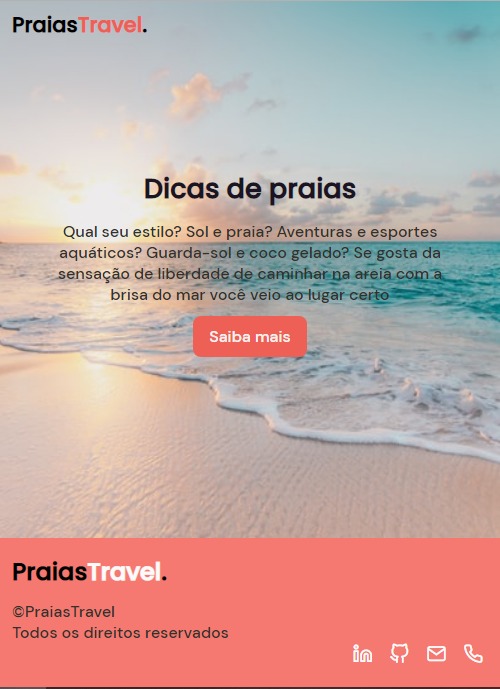 PraiasTravel.
Dicas de praias
Qual seu estilo? Sol e praia? Aventuras e esportes
aquáticos? Guarda-sol e coco gelado? Se gosta da
sensação de liberdade de caminhar na areia com a
brisa do mar você veio ao lugar certo
Saiba mais
PraiasTravel.
©PraiasTravel
Todos os direitos reservados
in